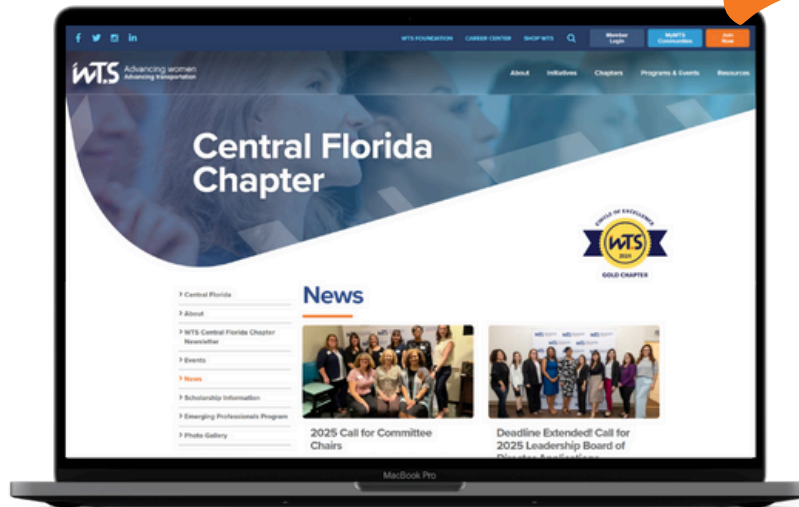 WTS FOUNDATION CAREER CENTER SHOP WTS Member Login MyWTS Communities Join Now
WTS Advancing women
Advancing transportation
About Initiatives Chapters Programs & Events Resources
Central Florida
Chapter
CIRCLE OF EXCELLENCE
WTS
2024
GOLD CHAPTER
News
Central Florida
About
WTS Central Florida Chapter
Newsletter
Events
News
Scholarship Information
Emerging Professionals Program
Photo Gallery
2025 Call for Committee
Chairs
Deadline Extended! Call for
2025 Leadership Board of
Director Applications
MacBook Pro